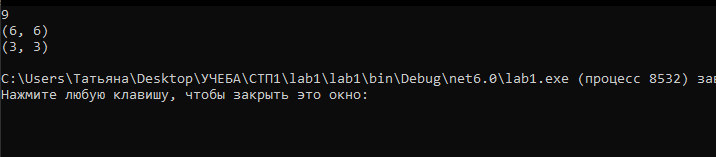 9
(6, 6)
(3, 3)
C:\Users\Татьяна\Desktop\УЧЕБА\СТП1\lab1\lab1\bin\Debug\net6.0\lab1.exe (процесс 8532) зав
Нажмите любую клавишу, чтобы закрыть это окно: